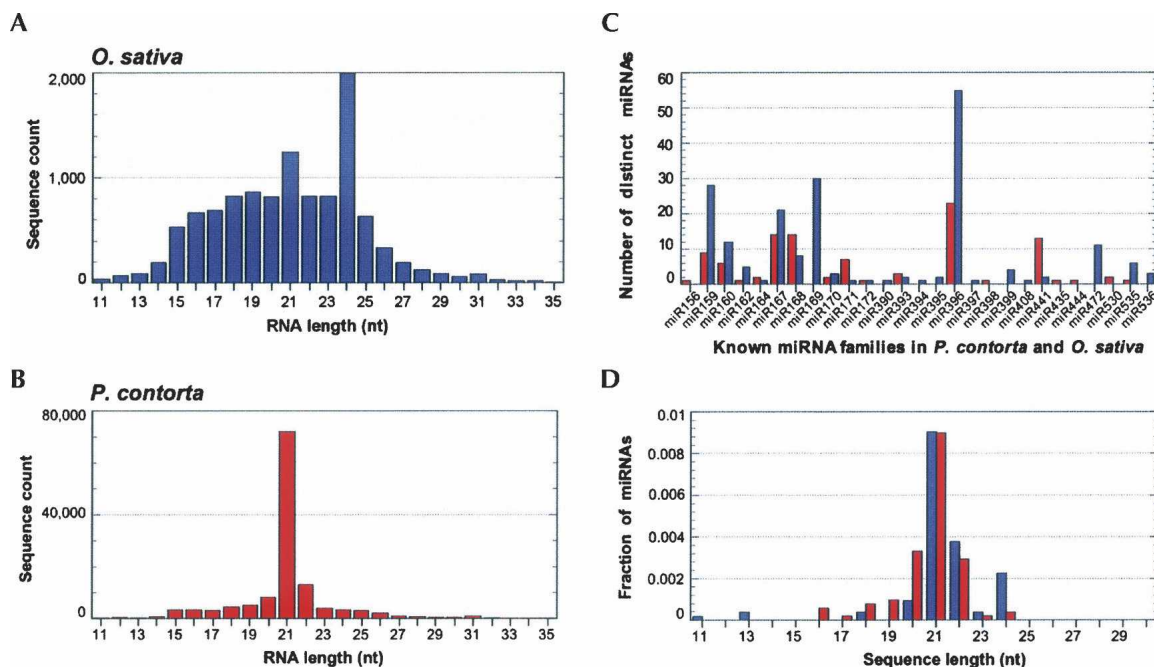 A
O. sativa
2,000
1,000
0
Sequence count
11 13 15 17 19 21 23 25 27 29 31 33 35
RNA length (nt)
B
P. contorta
80,000
40,000
0
Sequence count
11 13 15 17 19 21 23 25 27 29 31 33 35
RNA length (nt)
C
60
50
40
30
20
10
0
Number of distinct miRNAs
miR156
miR159
miR160
miR162
miR164
miR167
miR168
miR169
miR170
miR171
miR172
miR390
miR393
miR394
miR395
miR396
miR397
miR398
miR399
miR408
miR441
miR435
miR444
miR472
miR530
miR535
miR536
Known miRNA families in P. contorta and O. sativa
D
0.01
0.008
0.006
0.004
0.002
0
Fraction of miRNAs
11 13 15 17 19 21 23 25 27 29
Sequence length (nt)